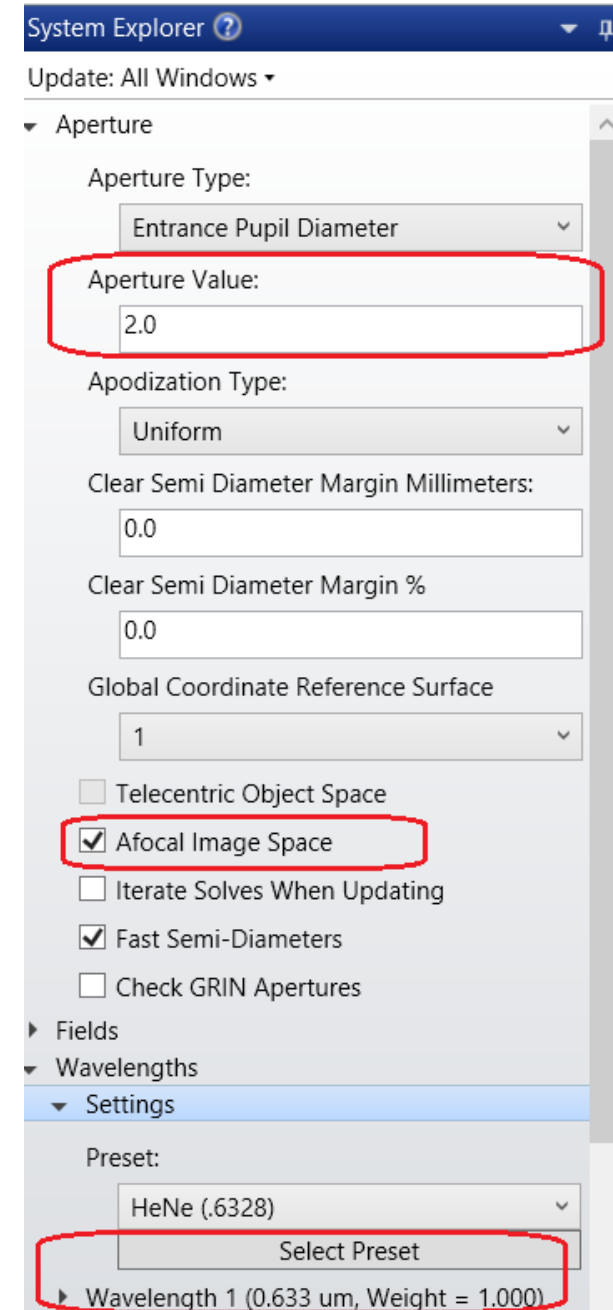 System Explorer ?
Update: All Windows
Aperture
Aperture Type:
Entrance Pupil Diameter
Aperture Value:
2.0
Apodization Type:
Uniform
Clear Semi Diameter Margin Millimeters:
0.0
Clear Semi Diameter Margin %
0.0
Global Coordinate Reference Surface
1
Telecentric Object Space
Afocal Image Space
Iterate Solves When Updating
Fast Semi-Diameters
Check GRIN Apertures
Fields
Wavelengths
Settings
Preset:
HeNe (.6328)
Select Preset
Wavelength 1 (0.633 um, Weight = 1.000)